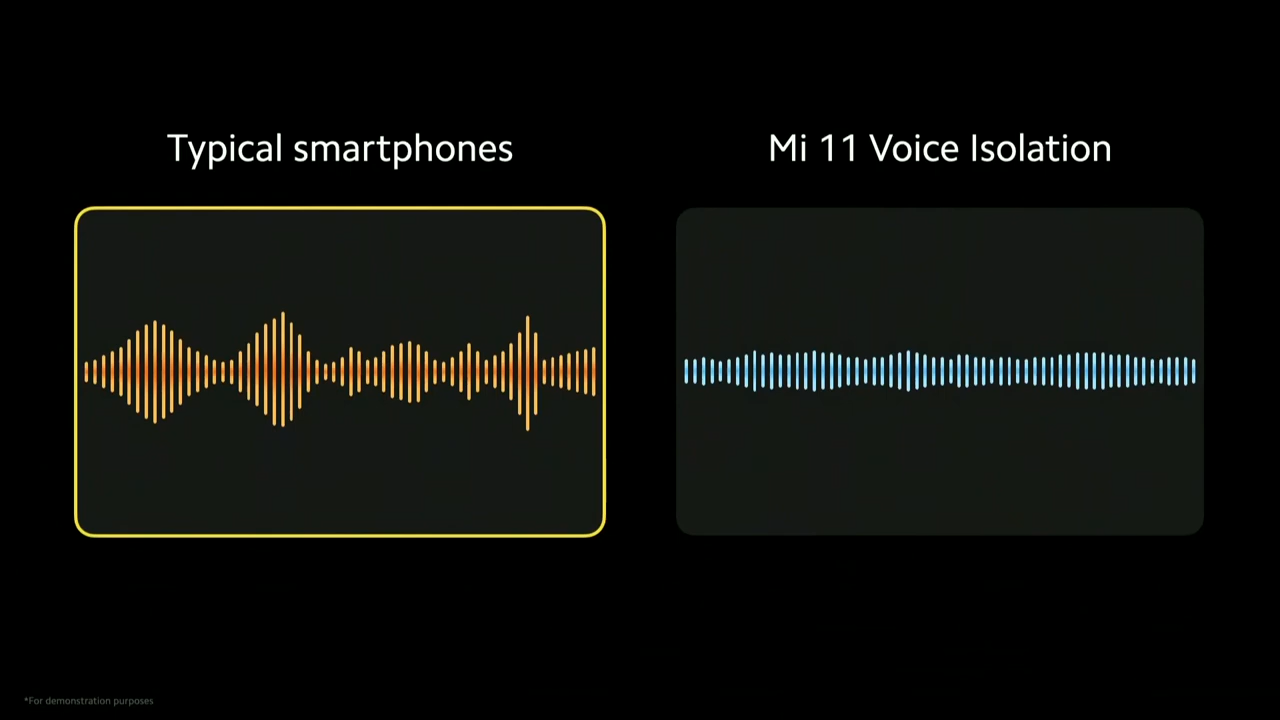 Typical smartphones
Mi 11 Voice Isolation
*For demonstration purposes